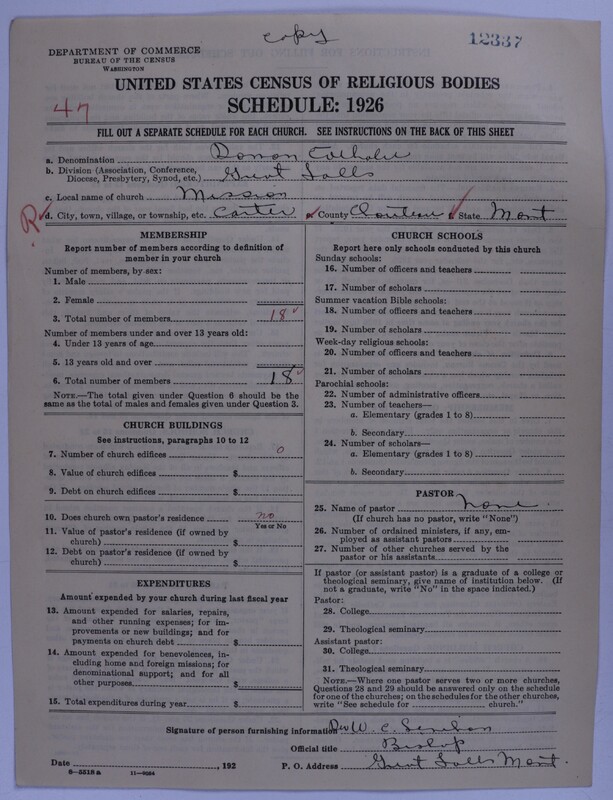 copy
12337
DEPARTMENT OF COMMERCE
BUREAU OF THE CENSUS
WASHINGTON
UNITED STATES CENSUS OF RELIGIOUS BODIES
SCHEDULE: 1926
47
FILL OUT A SEPARATE SCHEDULE FOR EACH CHURCH. SEE INSTRUCTIONS ON THE BACK OF THIS SHEET
a. Denomination Roman Catholic
b. Division (Association, Conference, Diocese, Presbytery, Synod, etc.) Great Falls
c. Local name of church Mission
R d. City, town, village, or township, etc. Carter County Chouteau State Mont
MEMBERSHIP
Report number of members according to definition of
member in your church
Number of members, by sex:
1. Male
2. Female
3. Total number of members 18
Number of members under and over 13 years old:
4. Under 13 years of age
5. 13 years old and over
6. Total number of members 18
NOTE.—The total given under Question 6 should be the
same as the total of males and females given under Question 3.
CHURCH BUILDINGS
See instructions, paragraphs 10 to 12
7. Number of church edifices 0
8. Value of church edifices $
9. Debt on church edifices $
10. Does church own pastor's residence no
Yes or No
11. Value of pastor's residence (if owned by
church) $
12. Debt on pastor's residence (if owned by
church) $
EXPENDITURES
Amount expended by your church during last fiscal year
13. Amount expended for salaries, repairs,
and other running expenses; for im-
provements or new buildings; and for
payments on church debt $
14. Amount expended for benevolences, in-
cluding home and foreign missions; for
denominational support; and for all
other purposes $
15. Total expenditures during year $
CHURCH SCHOOLS
Report here only schools conducted by this church
Sunday schools:
16. Number of officers and teachers
17. Number of scholars
Summer vacation Bible schools:
18. Number of officers and teachers
19. Number of scholars
Week-day religious schools:
20. Number of officers and teachers
21. Number of scholars
Parochial schools:
22. Number of administrative officers
23. Number of teachers—
a. Elementary (grades 1 to 8)
b. Secondary
24. Number of scholars—
a. Elementary (grades 1 to 8)
b. Secondary
PASTOR
25. Name of pastor none
(If church has no pastor, write "None")
26. Number of ordained ministers, if any, em-
ployed as assistant pastors
27. Number of other churches served by the
pastor or his assistants
If pastor (or assistant pastor) is a graduate of a college or
theological seminary, give name of institution below. (If
not a graduate, write "No" in the space indicated.)
Pastor:
28. College
29. Theological seminary
Assistant pastor:
30. College
31. Theological seminary
NOTE.—Where one pastor serves two or more churches,
Questions 28 and 29 should be answered only on the schedule
for one of the churches; on the schedules for the other churches,
write "See schedule for church."
Signature of person furnishing information Rev W. C.
Official title Bishop
Date , 192 P. O. Address Great Falls Mont.
8-5518a 11-9084